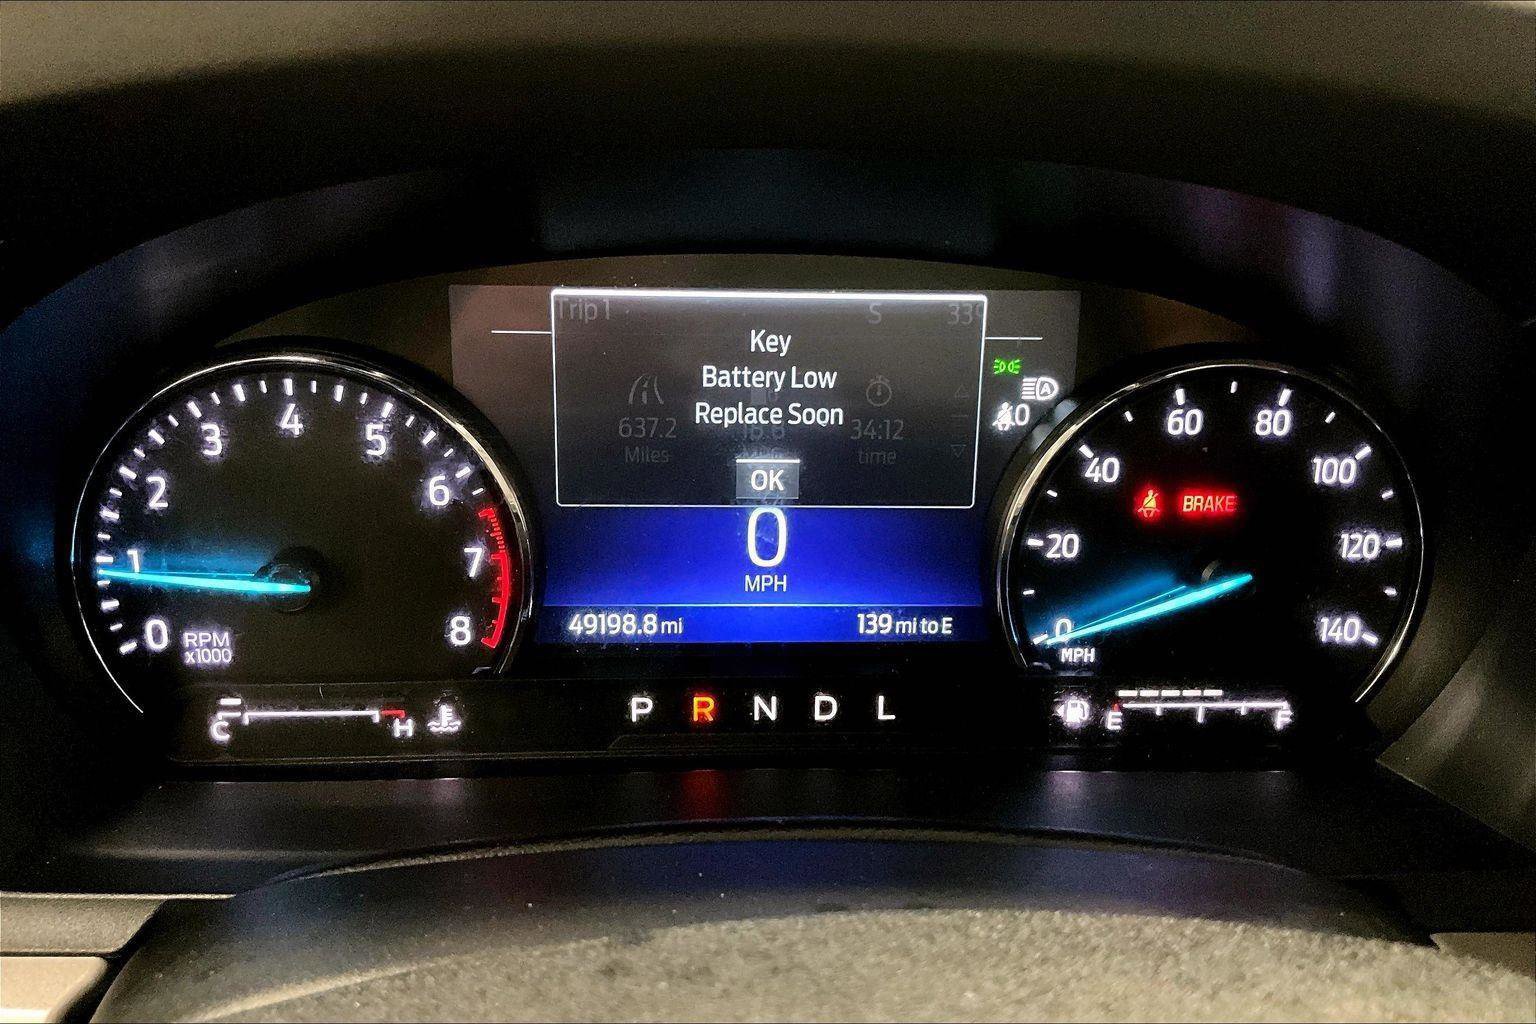 Trip 1 S 33°
Key
Battery Low
Replace Soon
637.2 34:12
Miles time
OK
0
MPH
49198.8 mi 139 mi to E
0 1 2 3 4 5 6 7 8
RPM
x1000
C H
P R N D L
0 20 40 60 80 100 120 140
MPH
BRAKE
A
0
E F